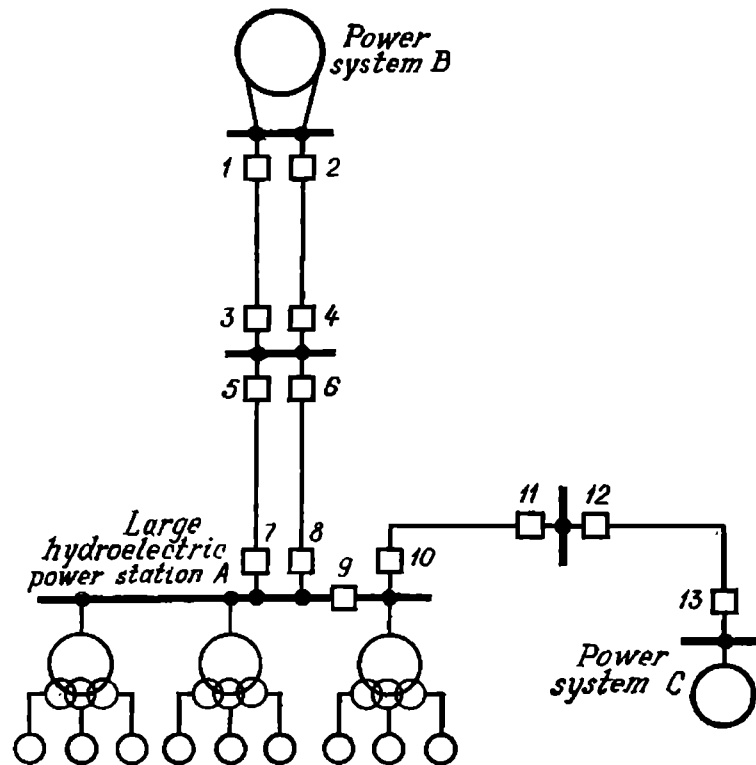 Power
system B
1
2
3
4
5
6
7
8
Large
hydroelectric
power station A
9
10
11
12
13
Power
system C